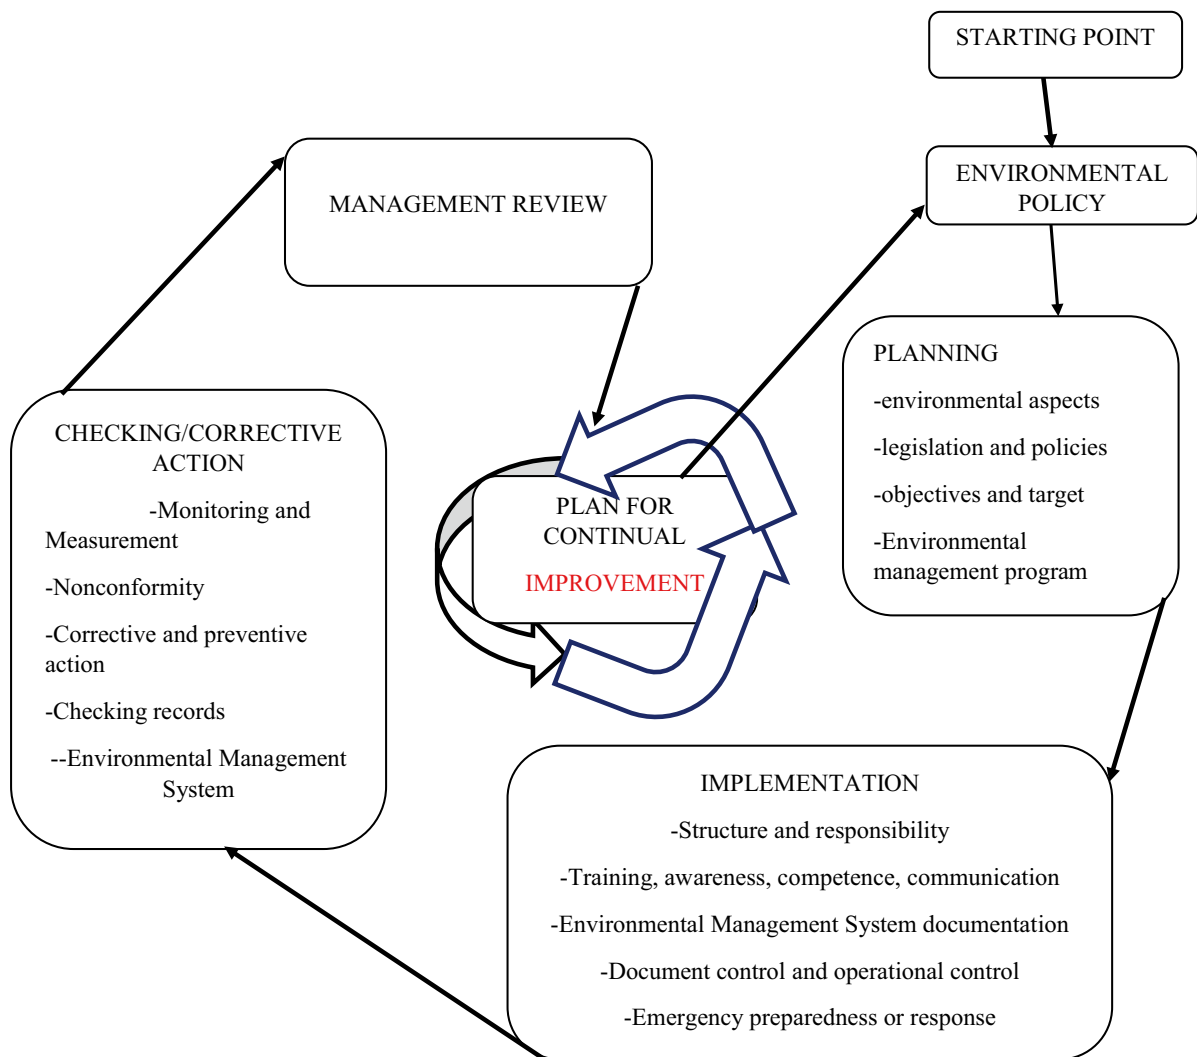 STARTING POINT
ENVIRONMENTAL
POLICY
MANAGEMENT REVIEW
PLANNING
-environmental aspects
-legislation and policies
-objectives and target
-Environmental
management program
CHECKING/CORRECTIVE
ACTION
-Monitoring and
Measurement
-Nonconformity
-Corrective and preventive
action
-Checking records
--Environmental Management
System
PLAN FOR
CONTINUAL
IMPROVEMENT
IMPLEMENTATION
-Structure and responsibility
-Training, awareness, competence, communication
-Environmental Management System documentation
-Document control and operational control
-Emergency preparedness or response